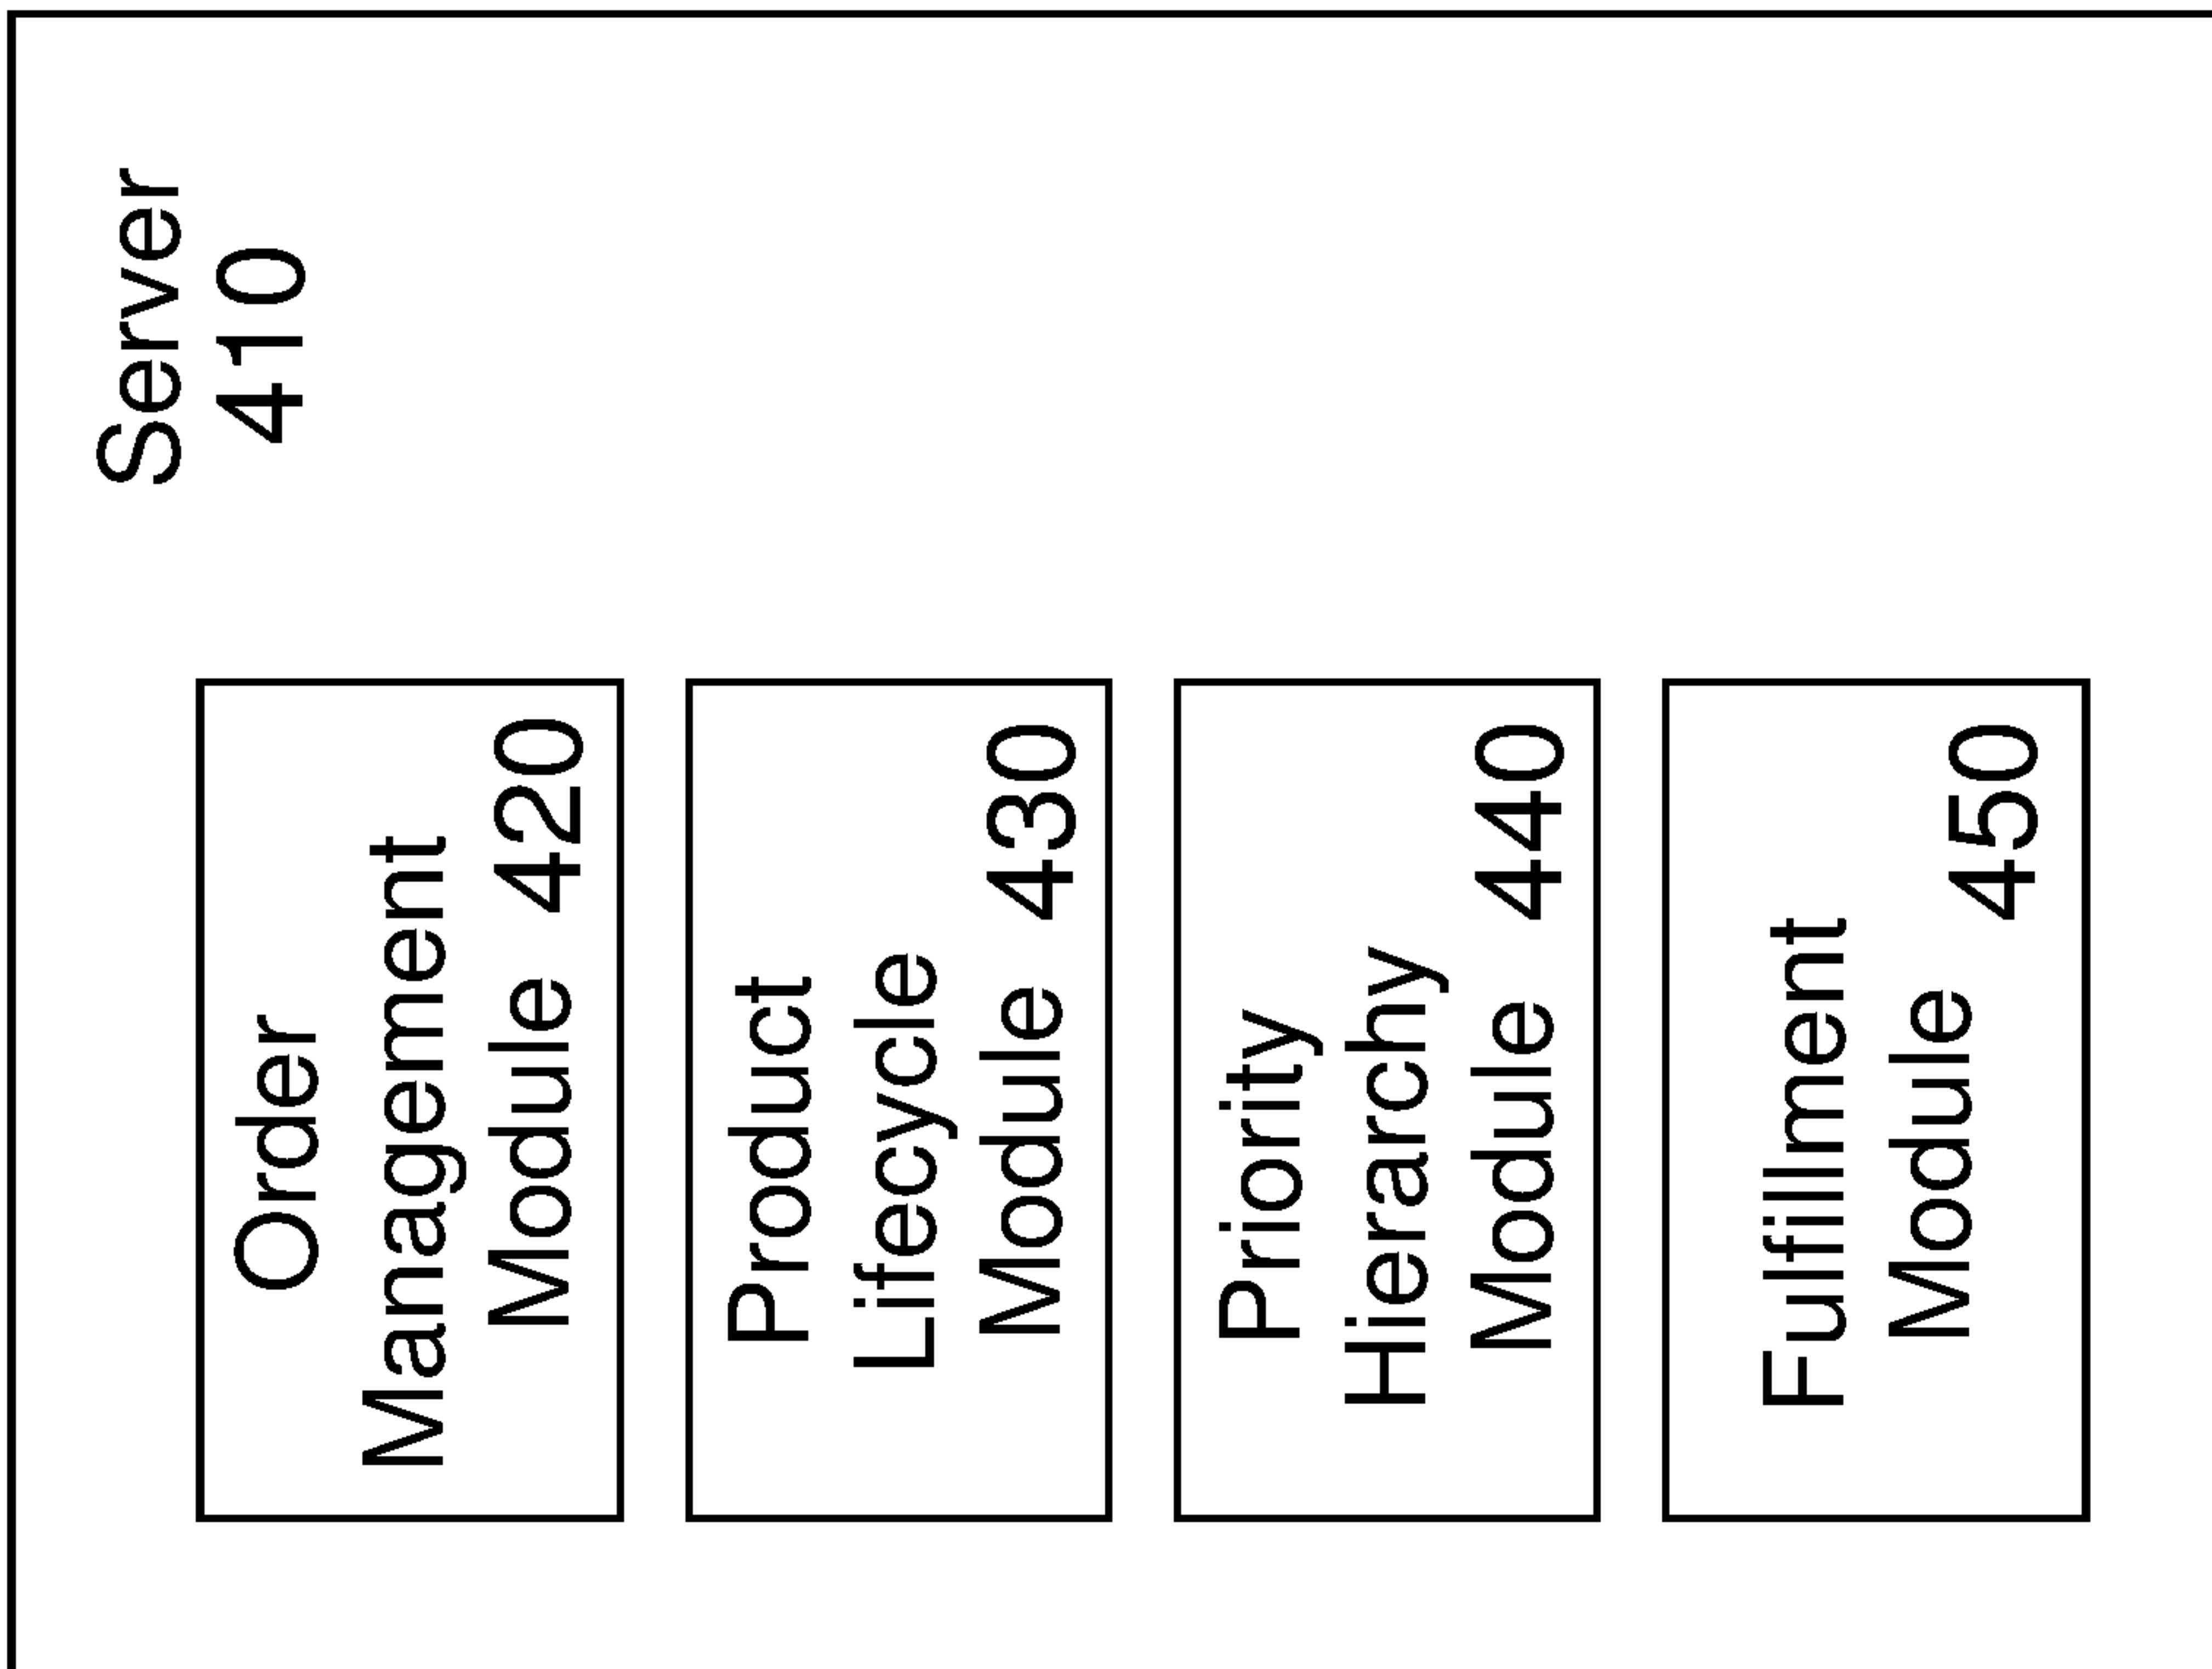 Server
410
Order
Management
Module 420
Product
Lifecycle
Module 430
Priority
Hierarchy
Module 440
Fulfillment
Module 450